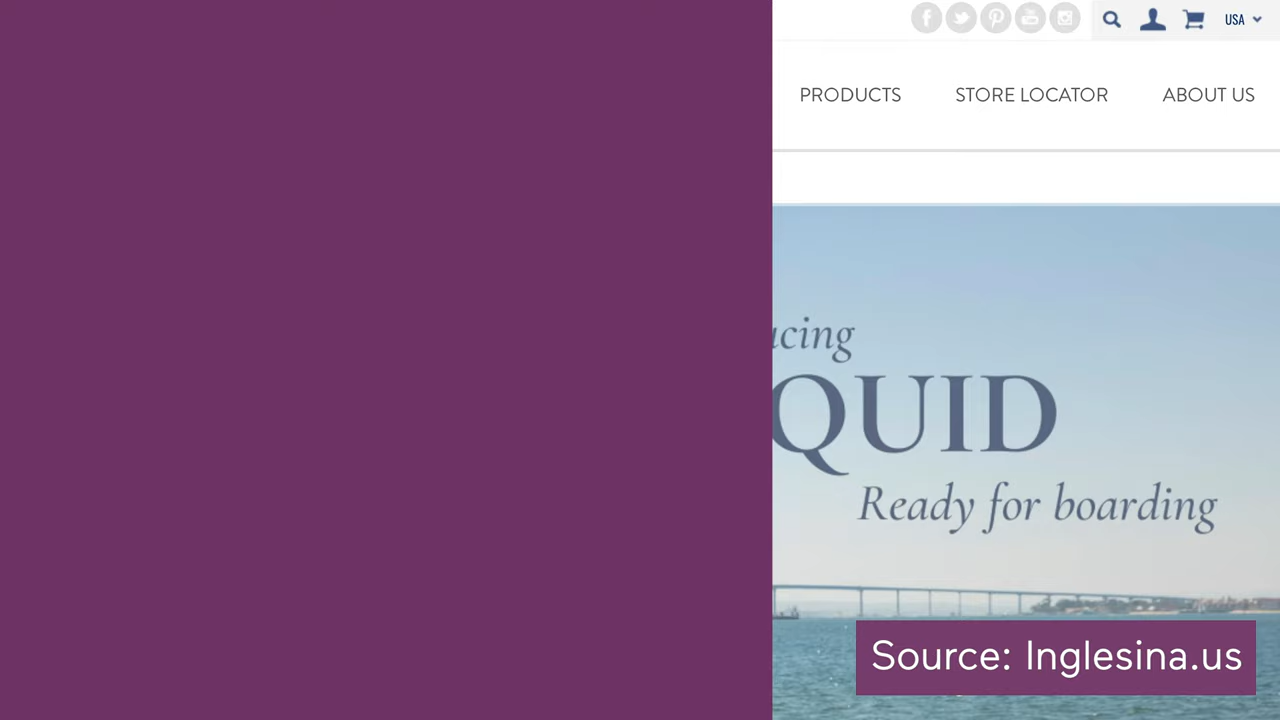 USA
PRODUCTS STORE LOCATOR ABOUT US
ucing
QUID
Ready for boarding
Source: Inglesina.us